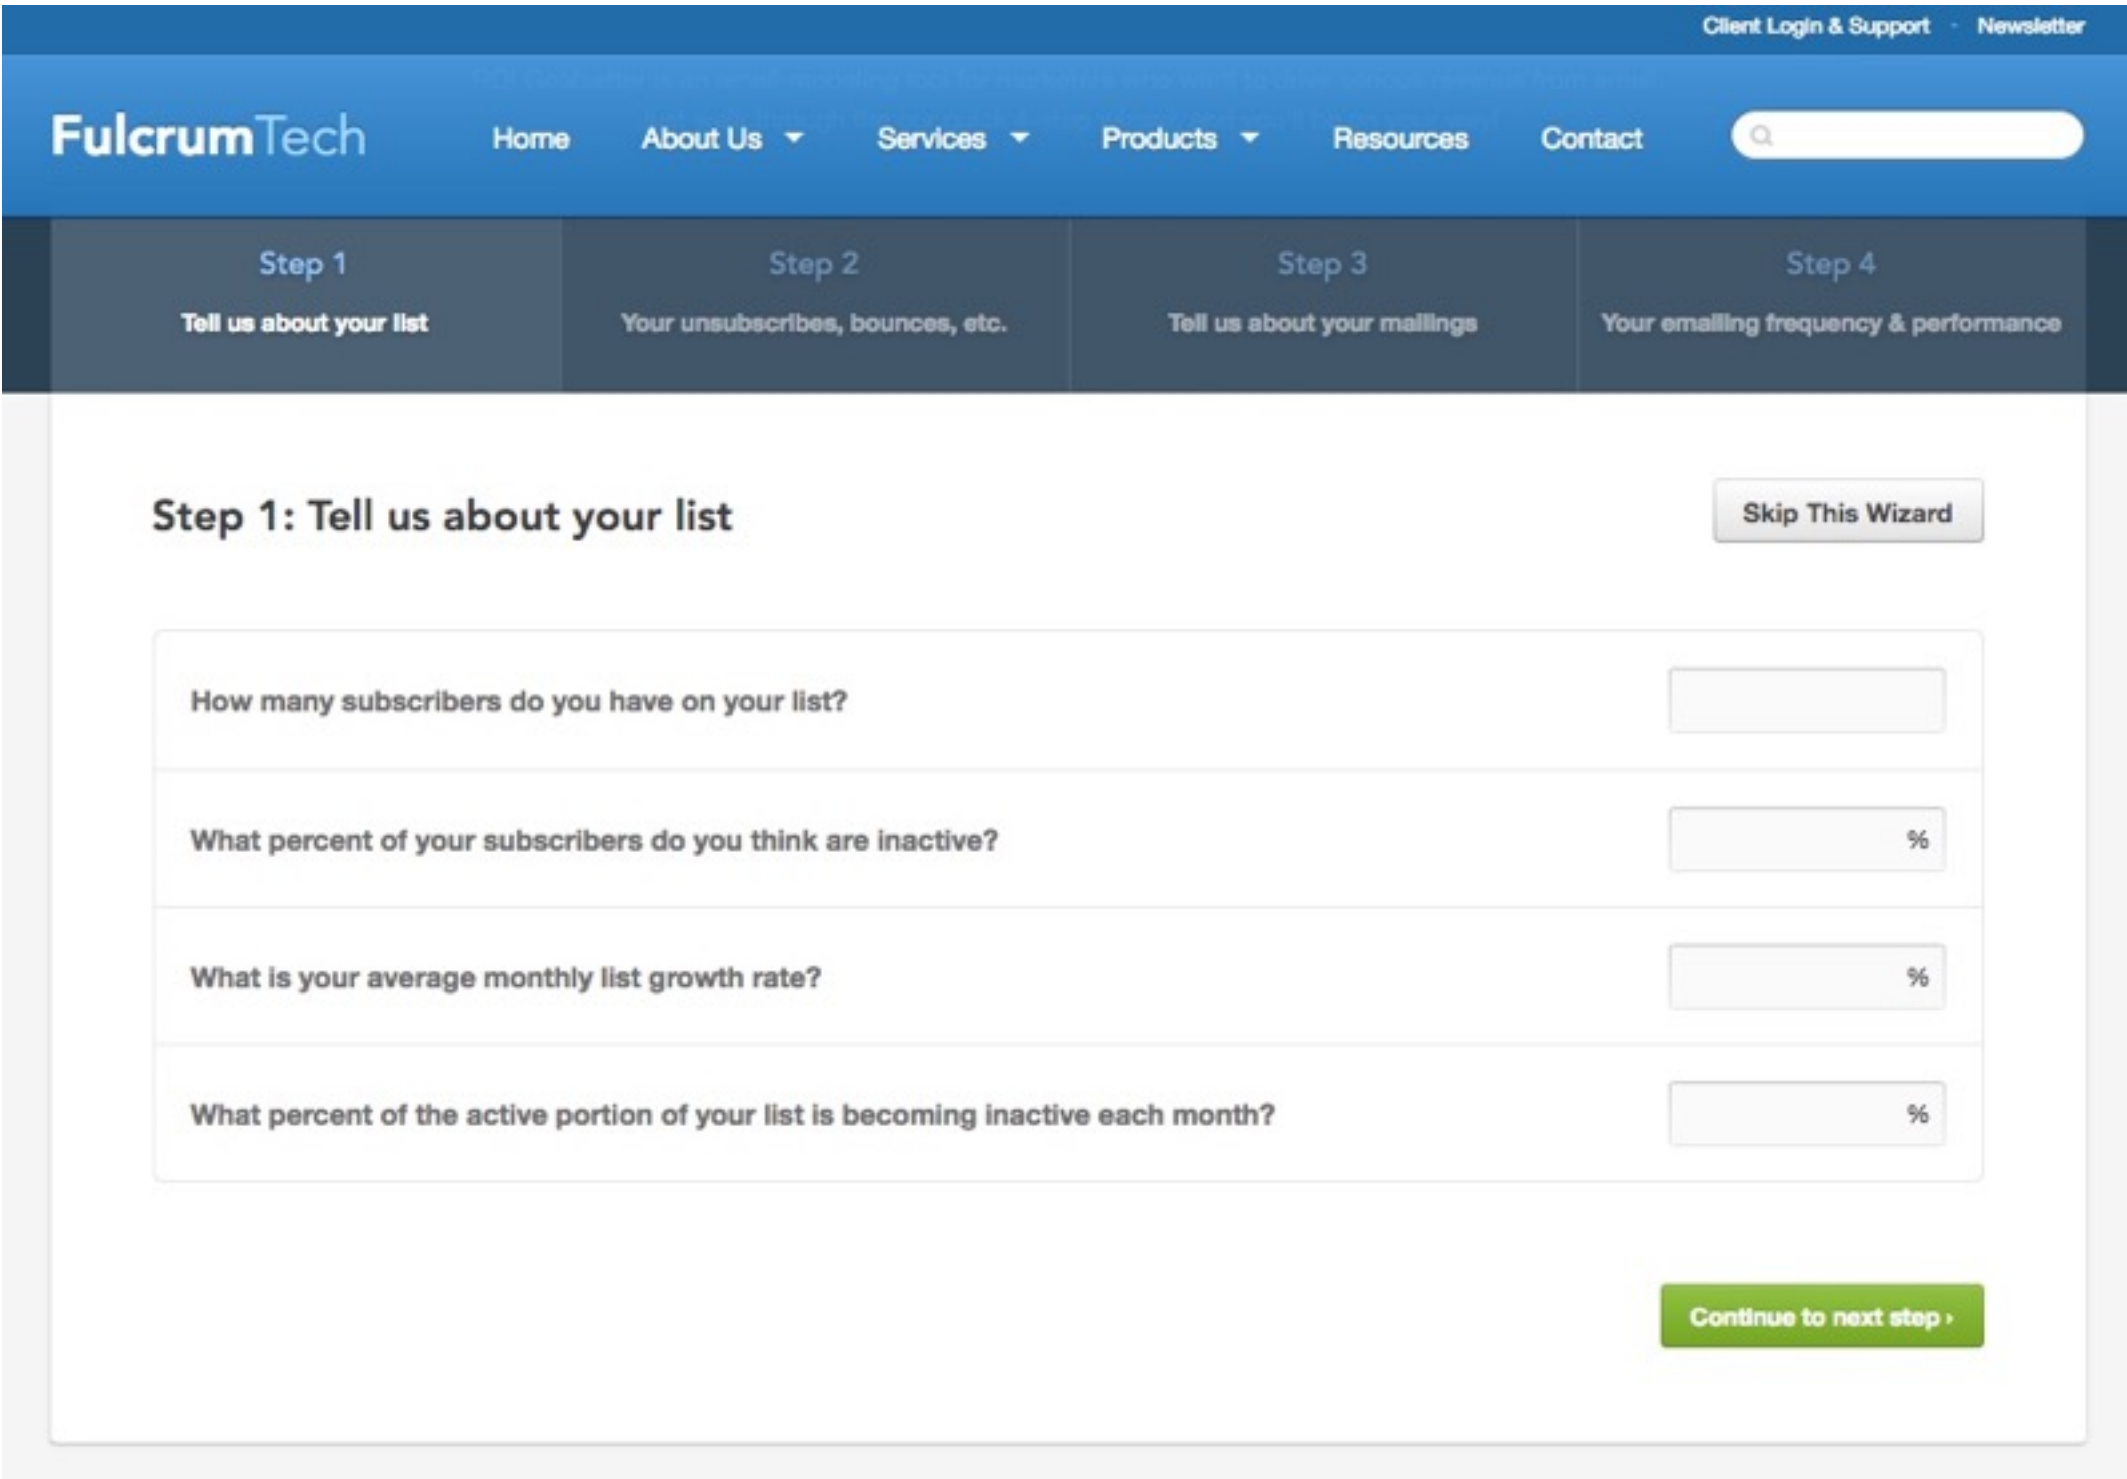 Client Login & Support - Newsletter
FulcrumTech Home About Us Services Products Resources Contact
Step 1 Step 2 Step 3 Step 4
Tell us about your list Your unsubscribes, bounces, etc. Tell us about your mailings Your emailing frequency & performance
Step 1: Tell us about your list
Skip This Wizard
How many subscribers do you have on your list?
What percent of your subscribers do you think are inactive? %
What is your average monthly list growth rate? %
What percent of the active portion of your list is becoming inactive each month? %
Continue to next step ›